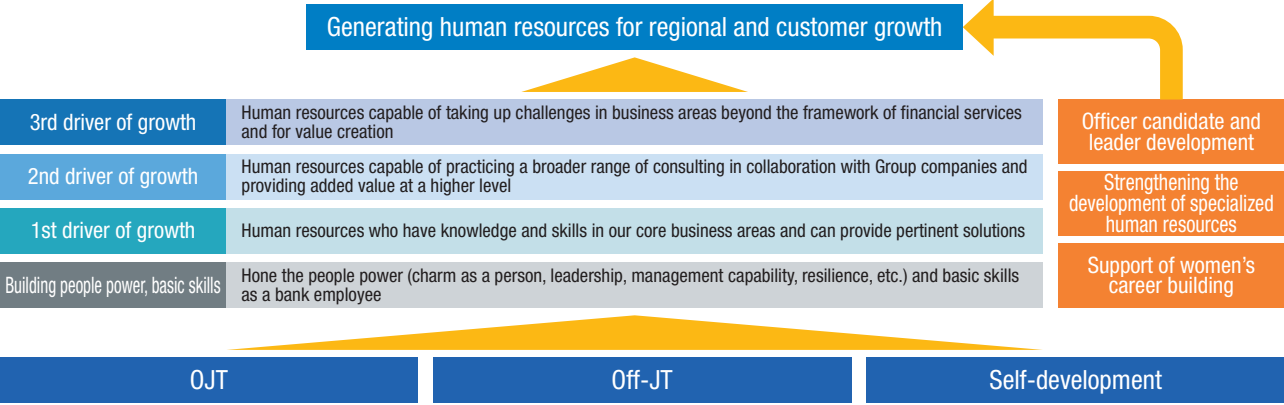 Generating human resources for regional and customer growth
3rd driver of growth
Human resources capable of taking up challenges in business areas beyond the framework of financial services
and for value creation
2nd driver of growth
Human resources capable of practicing a broader range of consulting in collaboration with Group companies and
providing added value at a higher level
1st driver of growth
Human resources who have knowledge and skills in our core business areas and can provide pertinent solutions
Building people power, basic skills
Hone the people power (charm as a person, leadership, management capability, resilience, etc.) and basic skills
as a bank employee
Officer candidate and
leader development
Strengthening the
development of specialized
human resources
Support of women's
career building
OJT
Off-JT
Self-development